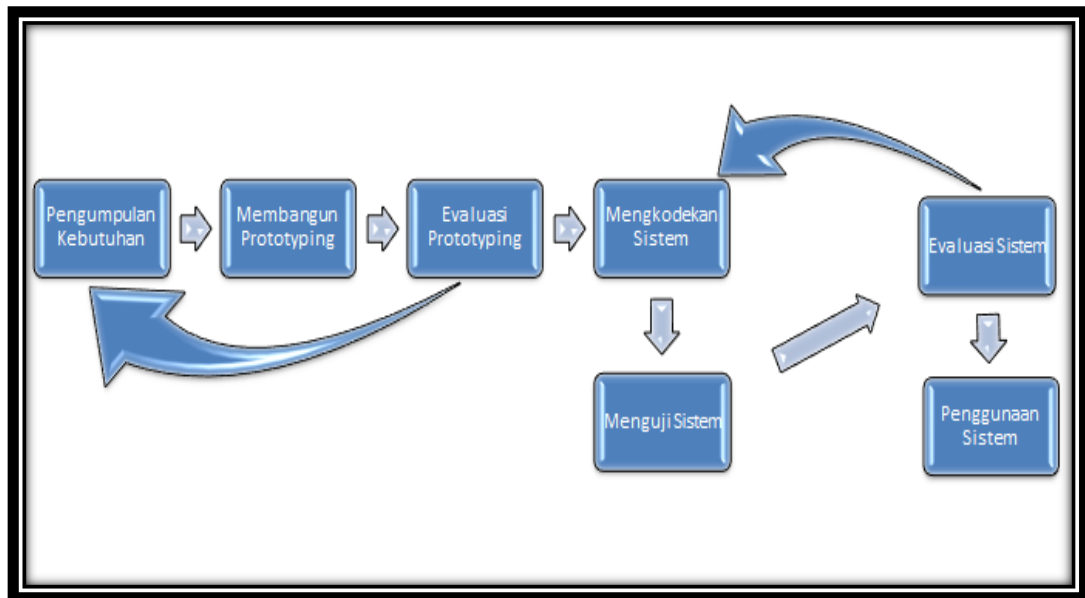 Pengumpulan
Kebutuhan
Membangun
Prototyping
Evaluasi
Prototyping
Mengkodekan
Sistem
Evaluasi Sistem
Menguji Sistem
Penggunaan
Sistem